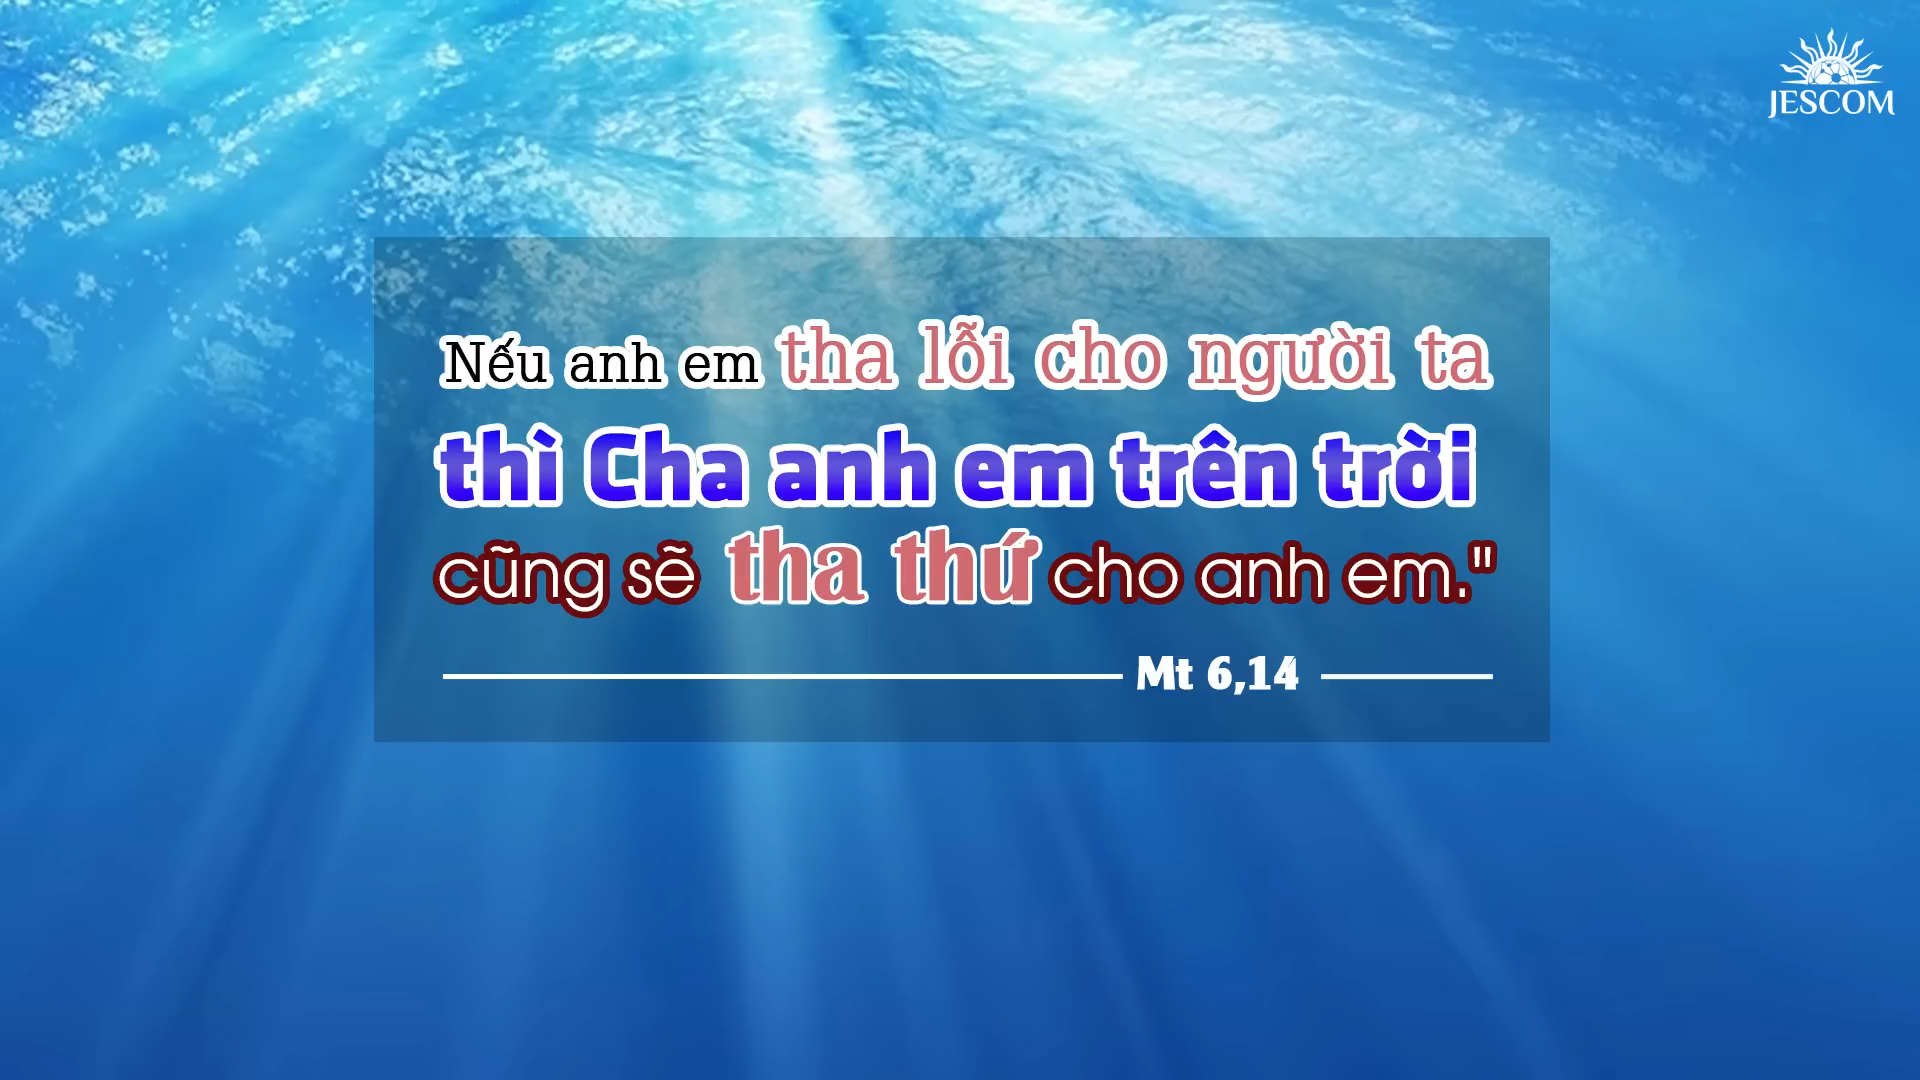 JESCOM
Nếu anh em tha lỗi cho người ta
thì Cha anh em trên trời
cũng sẽ tha thứ cho anh em."
Mt 6,14